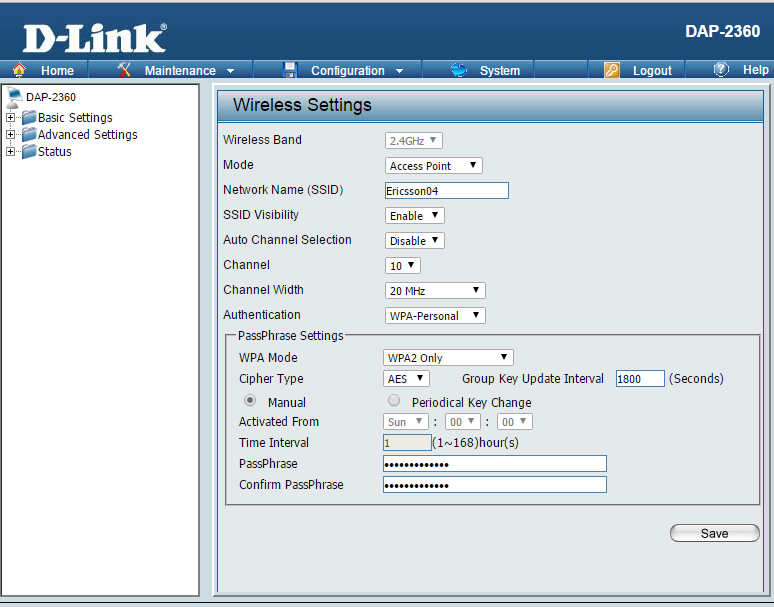 D-Link®
DAP-2360
Home Maintenance Configuration System Logout Help
DAP-2360
Basic Settings
Advanced Settings
Status
Wireless Settings
Wireless Band 2.4GHz
Mode Access Point
Network Name (SSID) Ericsson04
SSID Visibility Enable
Auto Channel Selection Disable
Channel 10
Channel Width 20 MHz
Authentication WPA-Personal
PassPhrase Settings
WPA Mode WPA2 Only
Cipher Type AES Group Key Update Interval 1800 (Seconds)
Manual Periodical Key Change
Activated From Sun : 00 : 00
Time Interval 1 (1~168)hour(s)
PassPhrase •••••••••••••
Confirm PassPhrase •••••••••••••
Save